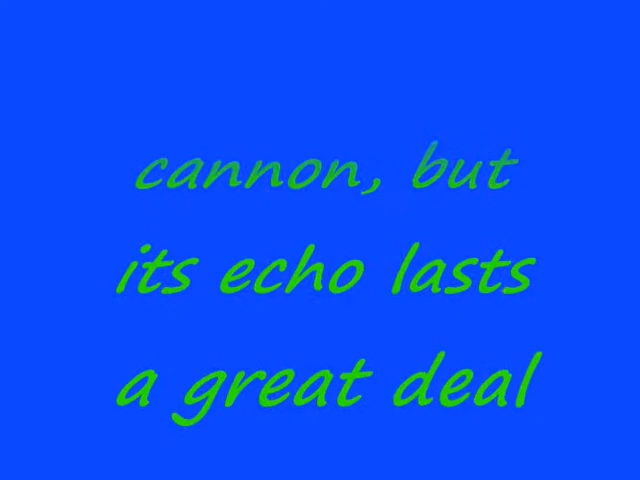 cannon, but
its echo lasts
a great deal